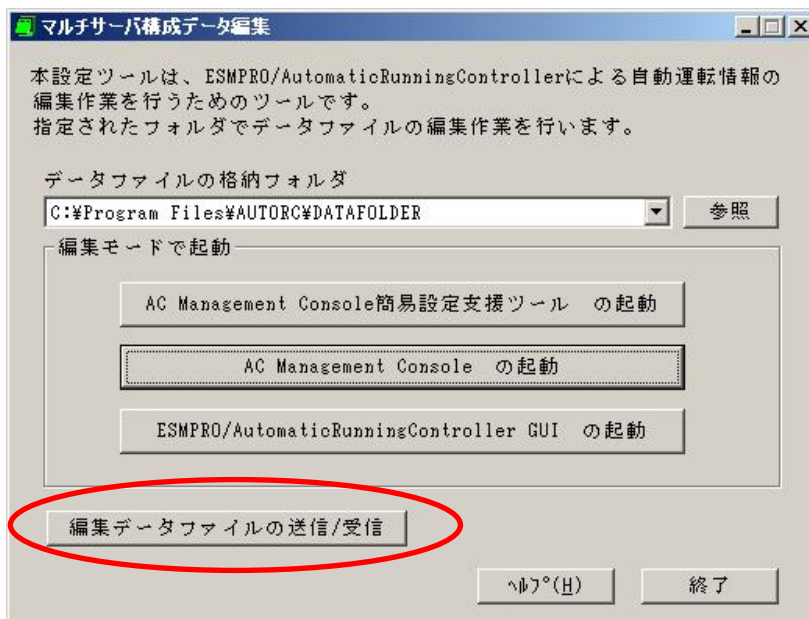 マルチサーバ構成データ編集
本設定ツールは、ESMPRO/AutomaticRunningControllerによる自動運転情報の
編集作業を行うためのツールです。
指定されたフォルダでデータファイルの編集作業を行います。
データファイルの格納フォルダ
C:¥Program Files¥AUTORC¥DATAFOLDER
参照
編集モードで起動
AC Management Console簡易設定支援ツール の起動
AC Management Console の起動
ESMPRO/AutomaticRunningController GUI の起動
編集データファイルの送信/受信
ﾍﾙﾌﾟ(H)
終了